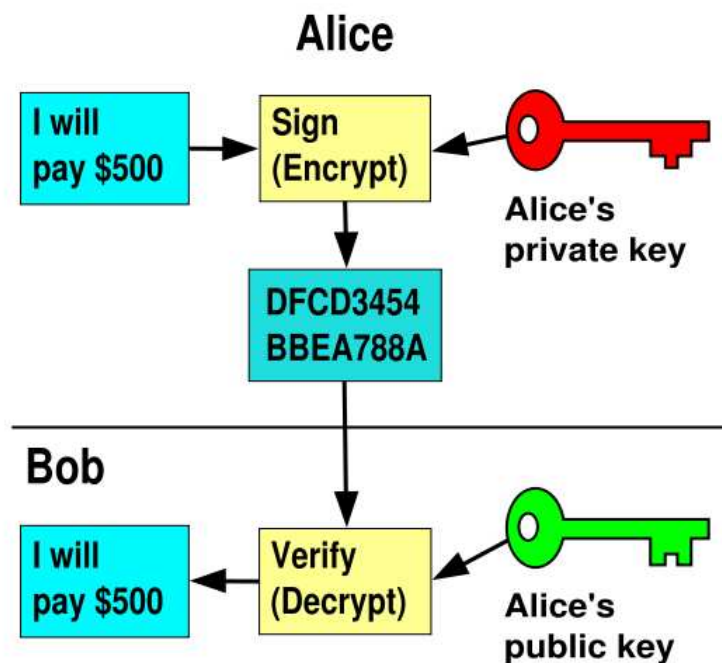 Alice
I will
pay $500
Sign
(Encrypt)
Alice's
private key
DFCD3454
BBEA788A
Bob
I will
pay $500
Verify
(Decrypt)
Alice's
public key